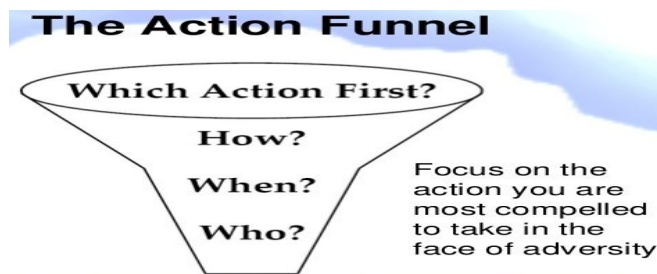 The Action Funnel
Which Action First?
How?
When?
Who?
Focus on the
action you are
most compelled
to take in the
face of adversity